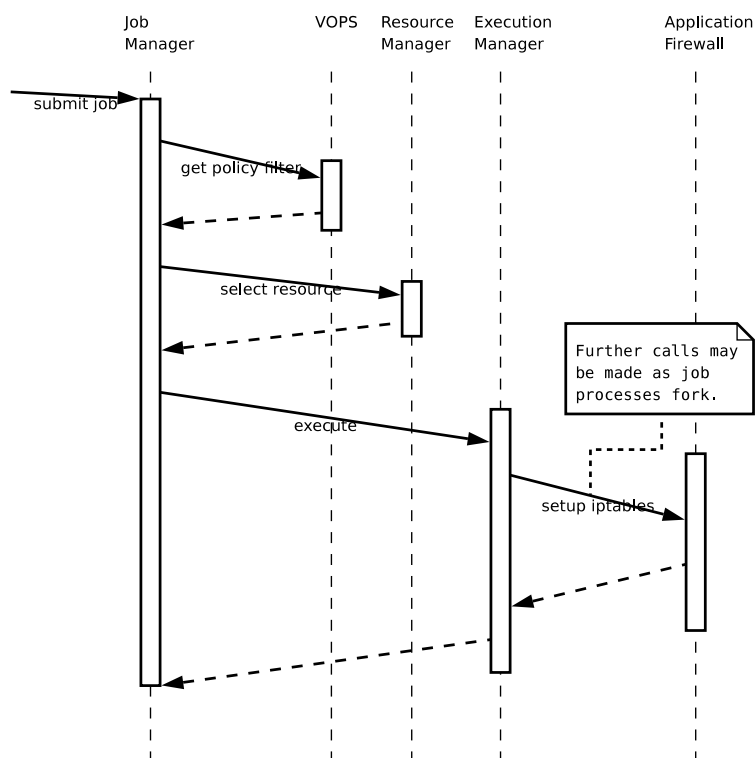 Job
Manager
VOPS
Resource
Manager
Execution
Manager
Application
Firewall
submit job
get policy filter
select resource
Further calls may
be made as job
processes fork.
execute
setup iptables